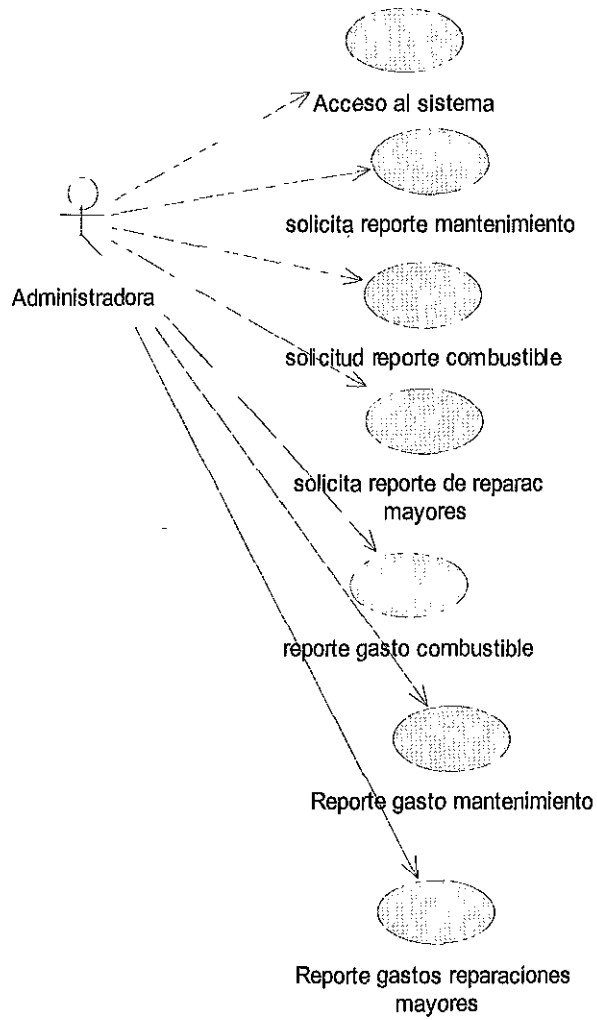 Acceso al sistema
solicita reporte mantenimiento
Administradora
solicitud reporte combustible
solicita reporte de reparac
mayores
reporte gasto combustible
Reporte gasto mantenimiento
Reporte gastos reparaciones
mayores